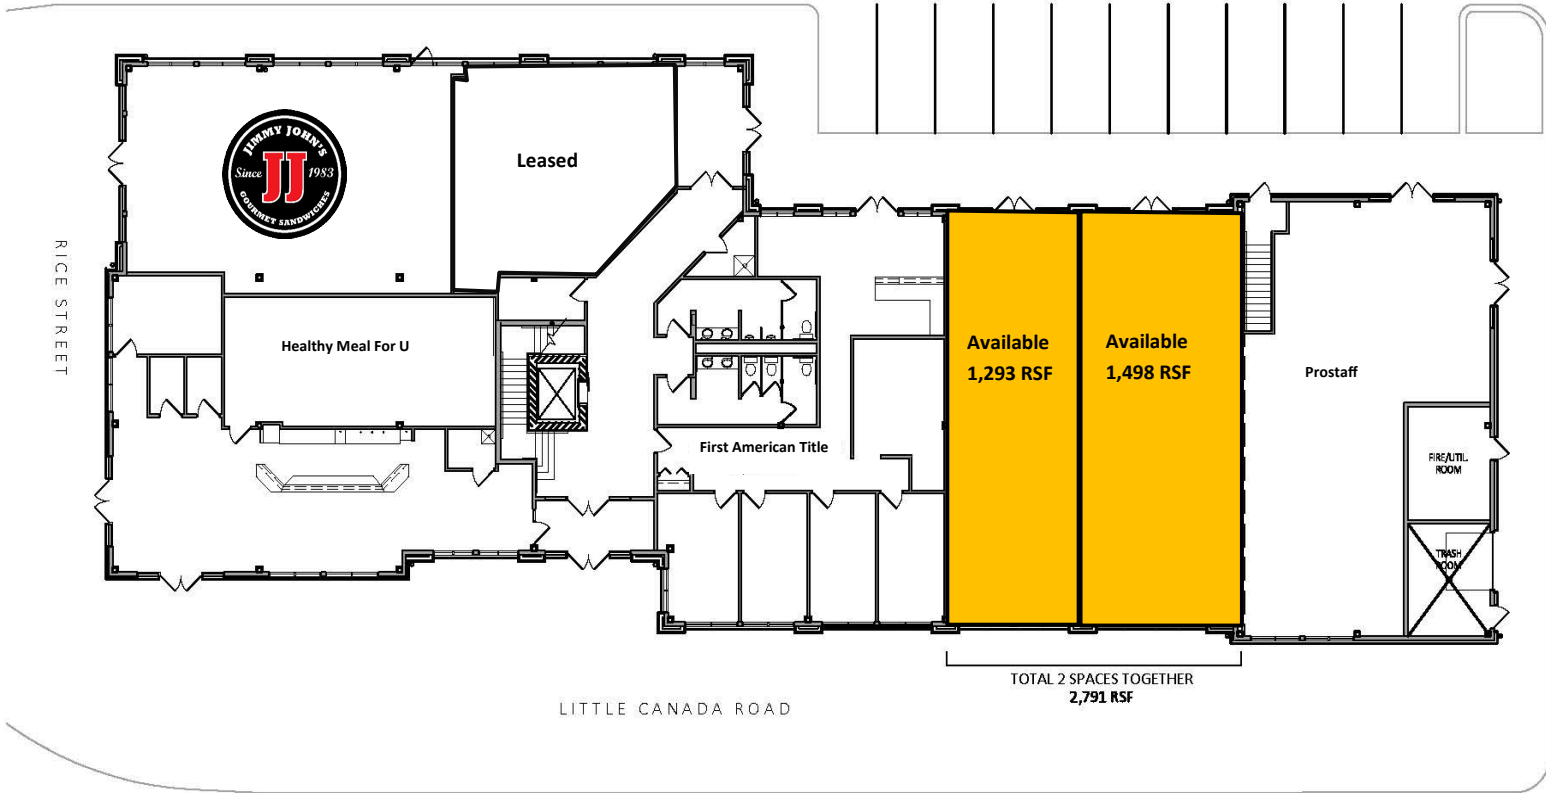 JIMMY JOHN'S
Since 1983
JJ
GOURMET SANDWICHES
Leased
RICE STREET
Healthy Meal For U
Available
1,293 RSF
Available
1,498 RSF
Prostaff
First American Title
FIRE/UTIL.
ROOM
TRASH
ROOM
TOTAL 2 SPACES TOGETHER
2,791 RSF
LITTLE CANADA ROAD